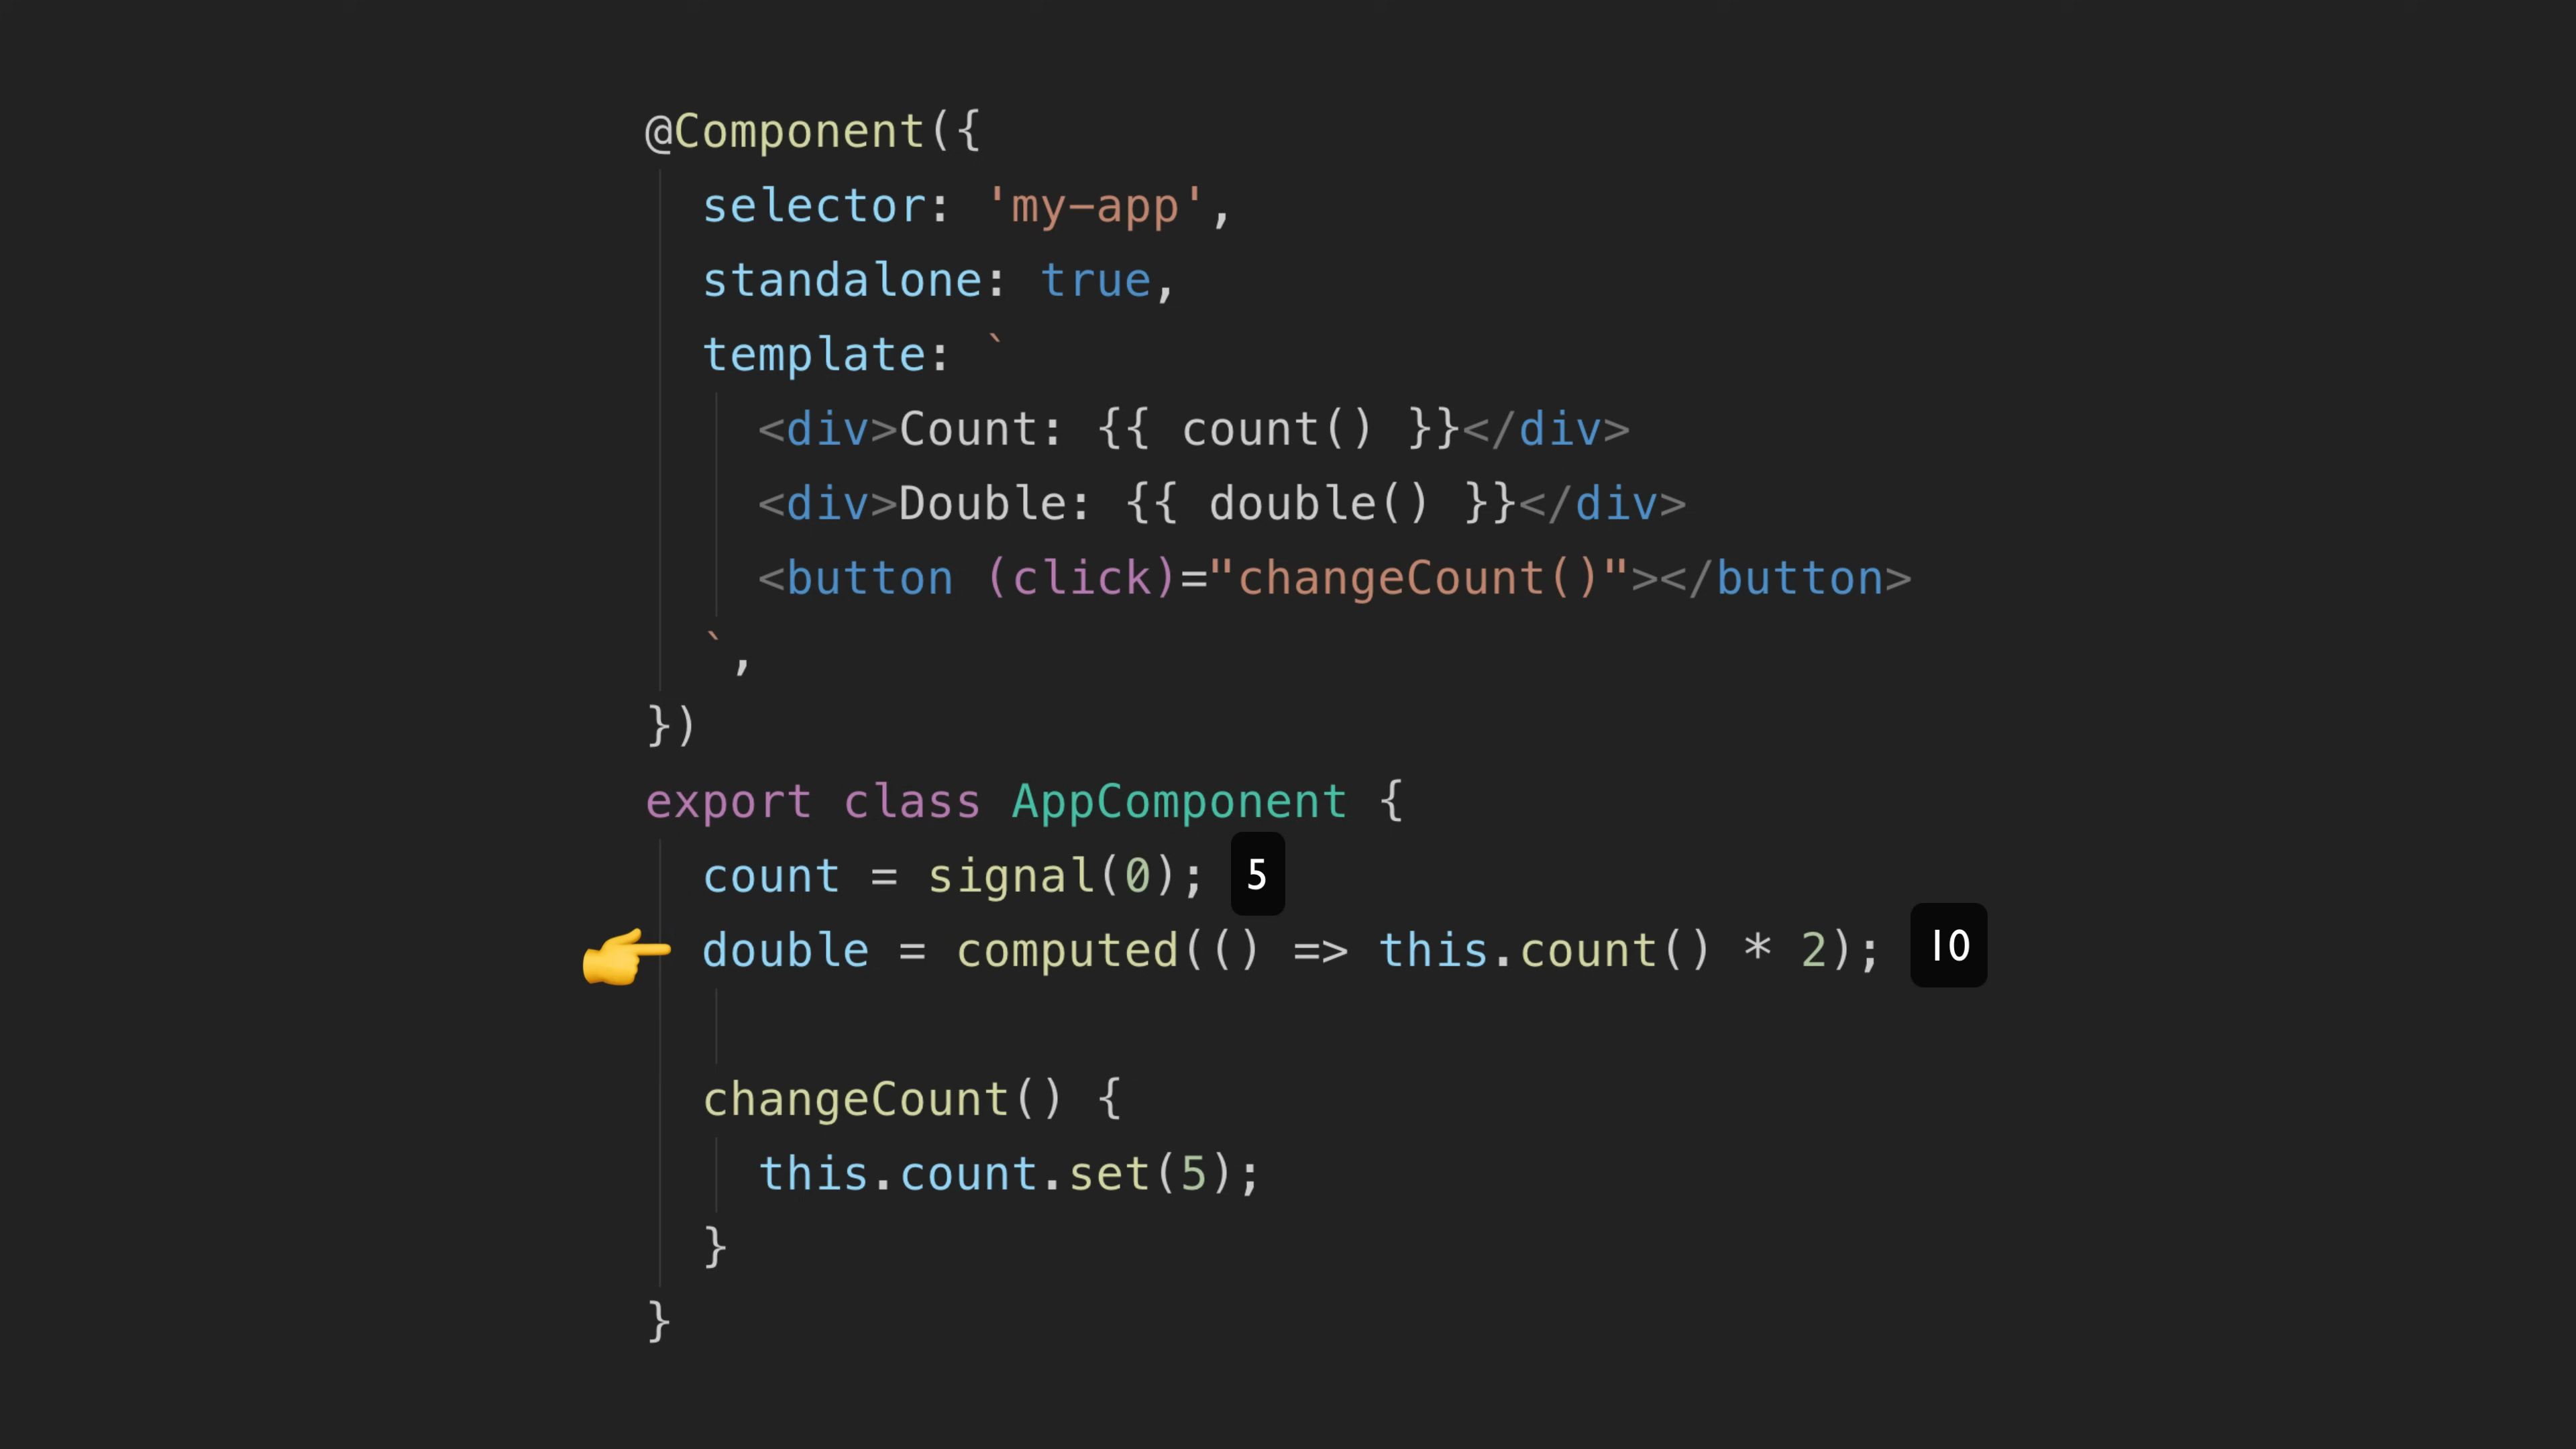 @Component({
  selector: 'my-app',
  standalone: true,
  template: `
    <div>Count: {{ count() }}</div>
    <div>Double: {{ double() }}</div>
    <button (click)="changeCount()"></button>
  `,
})
export class AppComponent {
  count = signal(0); 5
  double = computed(() => this.count() * 2); 10
  changeCount() {
    this.count.set(5);
  }
}